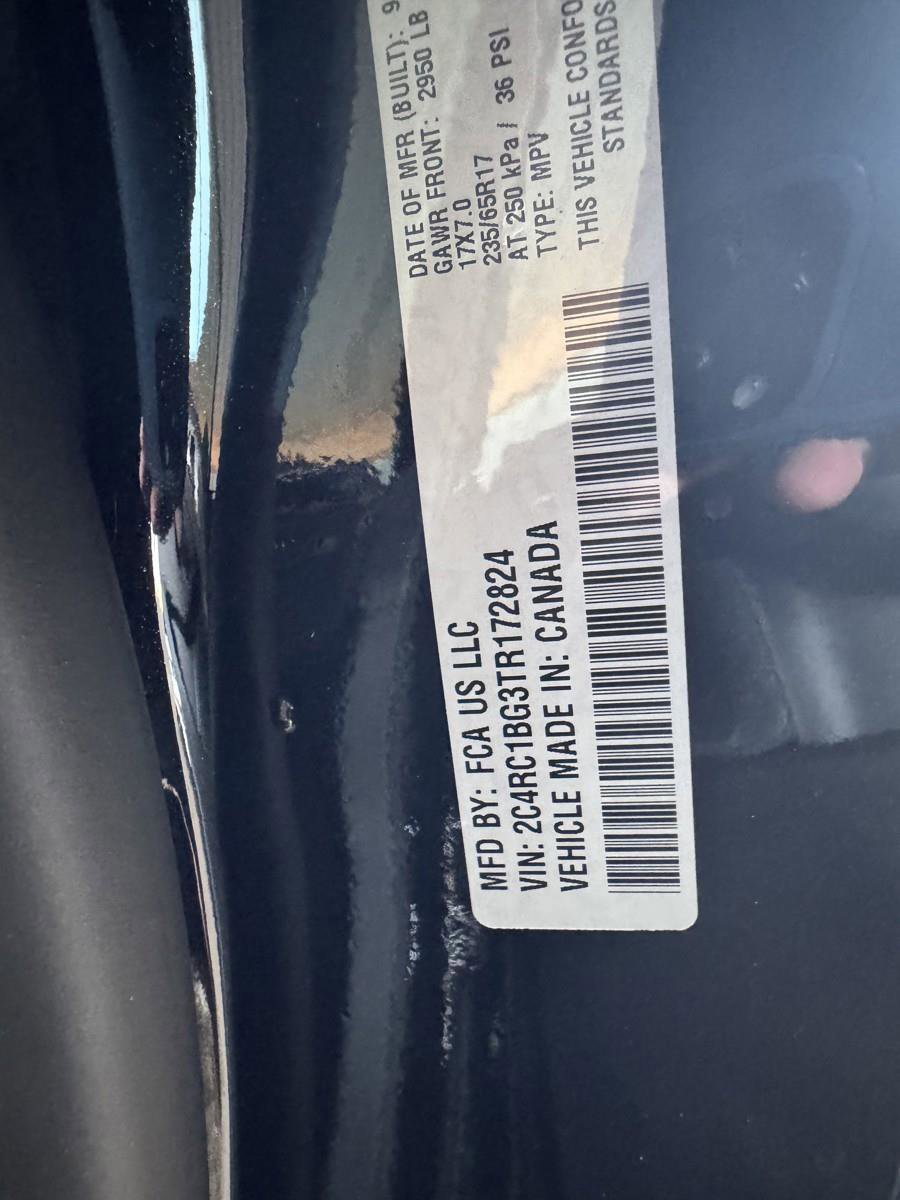 MFD BY: FCA US LLC
VIN: 2C4RC1BG3TR172824
VEHICLE MADE IN: CANADA
DATE OF MFR (BUILT): 9
GAWR FRONT: 2950 LB
17X7.0
235/65R17
AT 250 kPa / 36 PSI
TYPE: MPV
THIS VEHICLE CONFO
STANDARDS